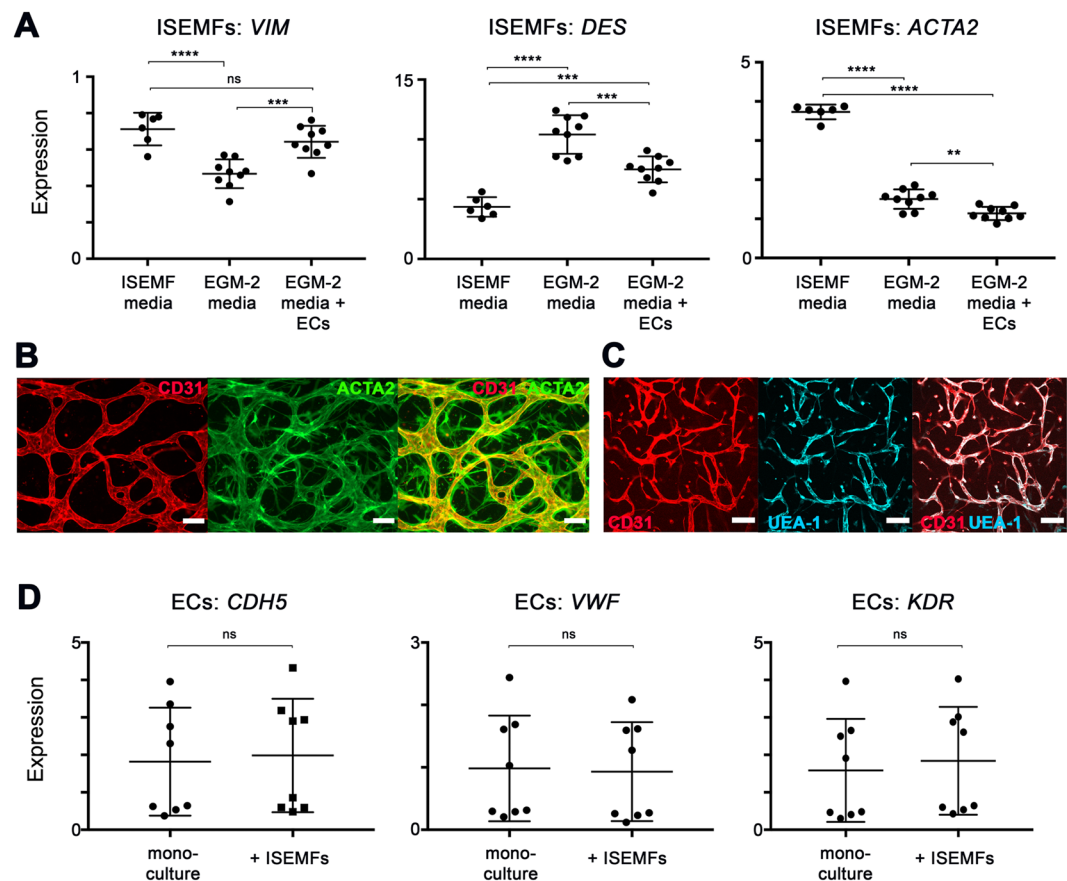 A
ISEMFs: VIM
ISEMFs: DES
ISEMFs: ACTA2
****
ns
***
1
0
Expression
ISEMF media
EGM-2 media
EGM-2 media + ECs
****
***
***
15
0
ISEMF media
EGM-2 media
EGM-2 media + ECs
****
****
**
5
0
ISEMF media
EGM-2 media
EGM-2 media + ECs
B
CD31
ACTA2
CD31 ACTA2
C
CD31
UEA-1
CD31 UEA-1
D
ECs: CDH5
ECs: VWF
ECs: KDR
ns
5
0
Expression
mono-
culture
+ ISEMFs
ns
3
0
mono-
culture
+ ISEMFs
ns
5
0
mono-
culture
+ ISEMFs